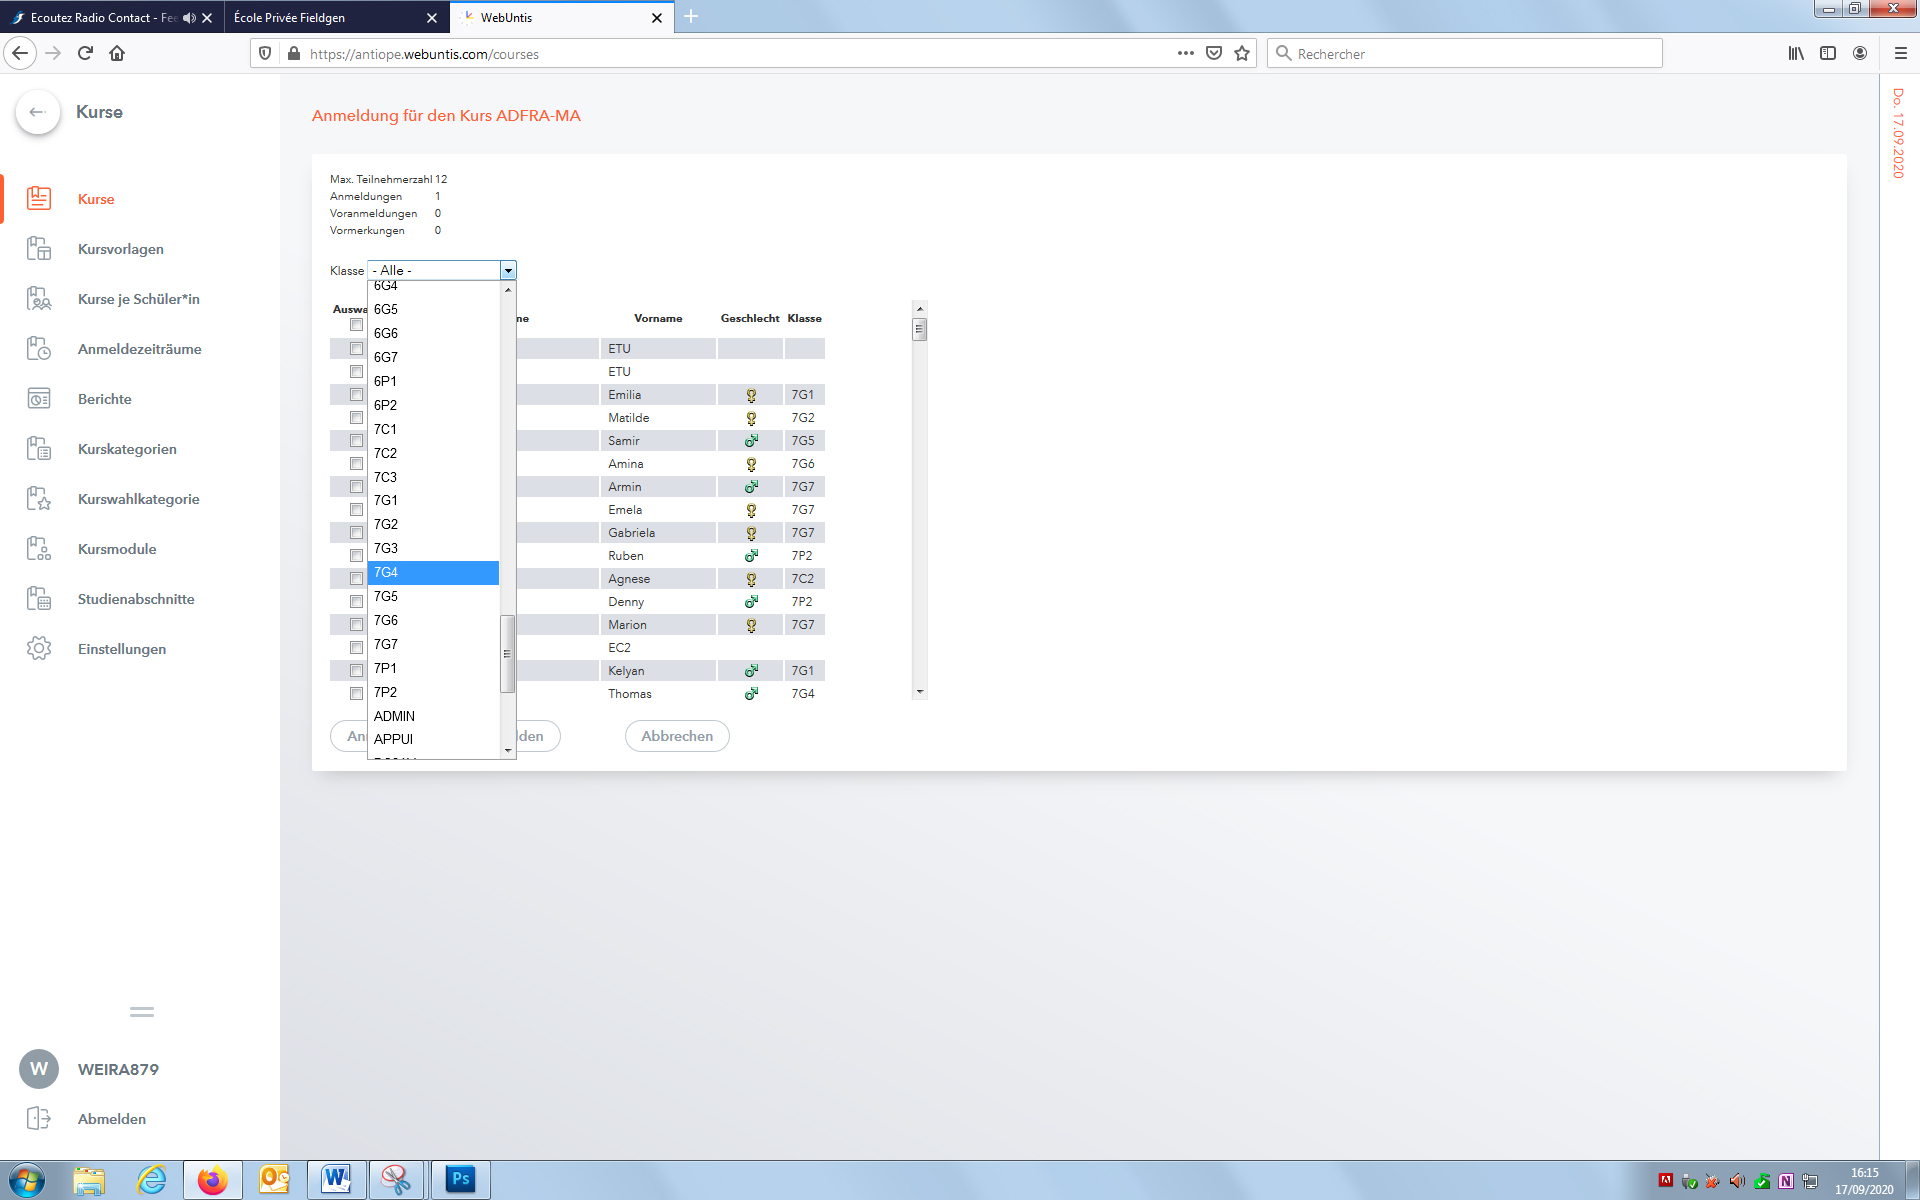 Ecoutez Radio Contact - Fee
École Privée Fieldgen
WebUntis
https://antiope.webuntis.com/courses
Rechercher
Kurse
Anmeldung für den Kurs ADFRA-MA
Do. 17.09.2020
Max. Teilnehmerzahl 12
Anmeldungen 1
Voranmeldungen 0
Vormerkungen 0
Klasse - Alle -
Kurse
Kursvorlagen
Kurse je Schüler*in
Anmeldezeiträume
Berichte
Kurskategorien
Kurswahlkategorie
Kursmodule
Studienabschnitte
Einstellungen
6G4
6G5
6G6
6G7
6P1
6P2
7C1
7C2
7C3
7G1
7G2
7G3
7G4
7G5
7G6
7G7
7P1
7P2
ADMIN
APPUI
Auswa ne Vorname Geschlecht Klasse
ETU
ETU
Emilia 7G1
Matilde 7G2
Samir 7G5
Amina 7G6
Armin 7G7
Emela 7G7
Gabriela 7G7
Ruben 7P2
Agnese 7C2
Denny 7P2
Marion 7G7
EC2
Kelyan 7G1
Thomas 7G4
An lden Abbrechen
W WEIRA879
Abmelden
16:15
17/09/2020